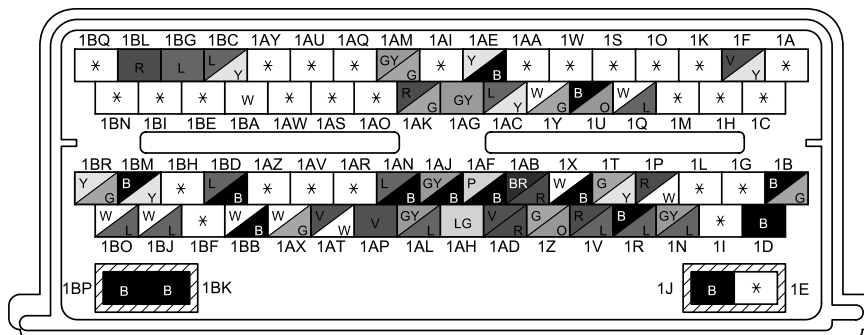 1BQ 1BL 1BG 1BC 1AY 1AU 1AQ 1AM 1AI 1AE 1AA 1W 1S 1O 1K 1F 1A
* R L L Y * * * GY G * Y B * * * * * V Y *
* * * W * * * R G GY L Y W G B O W L * * *
1BN 1BI 1BE 1BA 1AW 1AS 1AO 1AK 1AG 1AC 1Y 1U 1Q 1M 1H 1C
1BR 1BM 1BH 1BD 1AZ 1AV 1AR 1AN 1AJ 1AF 1AB 1X 1T 1P 1L 1G 1B
Y G B Y * L B * * * L B GY B P B BR R W B G Y R W * * B G
W L W L * W B W G V W V GY L LG V R G O R L B L GY L * B
1BO 1BJ 1BF 1BB 1AX 1AT 1AP 1AL 1AH 1AD 1Z 1V 1R 1N 1I 1D
1BP B B 1BK 1J B * 1E